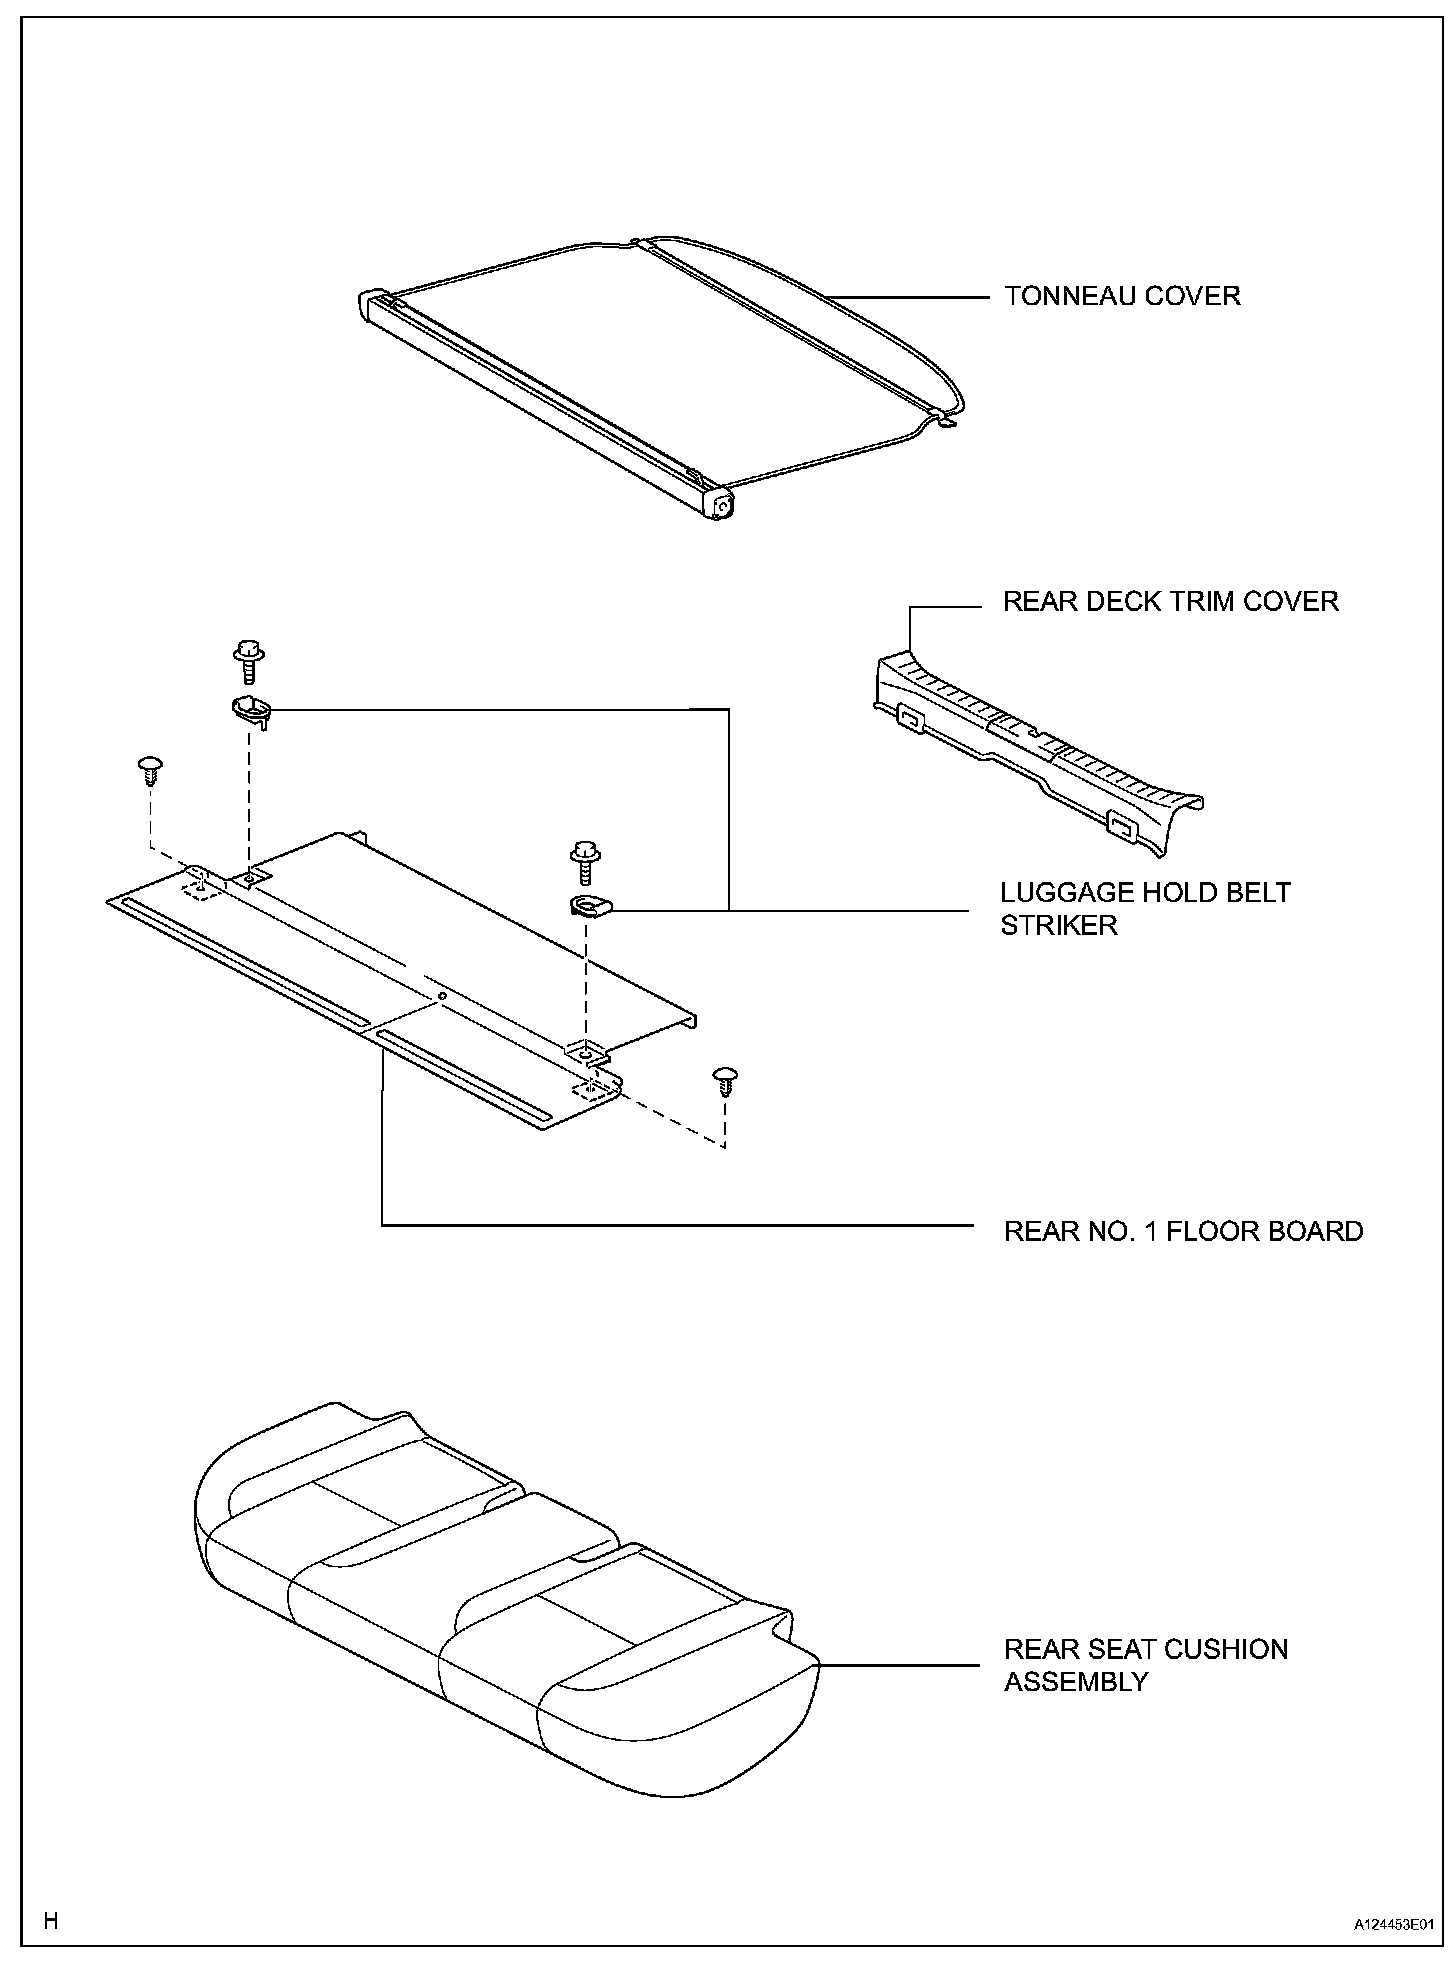 TONNEAU COVER
REAR DECK TRIM COVER
LUGGAGE HOLD BELT
STRIKER
REAR NO. 1 FLOOR BOARD
REAR SEAT CUSHION
ASSEMBLY
H
A124453E01